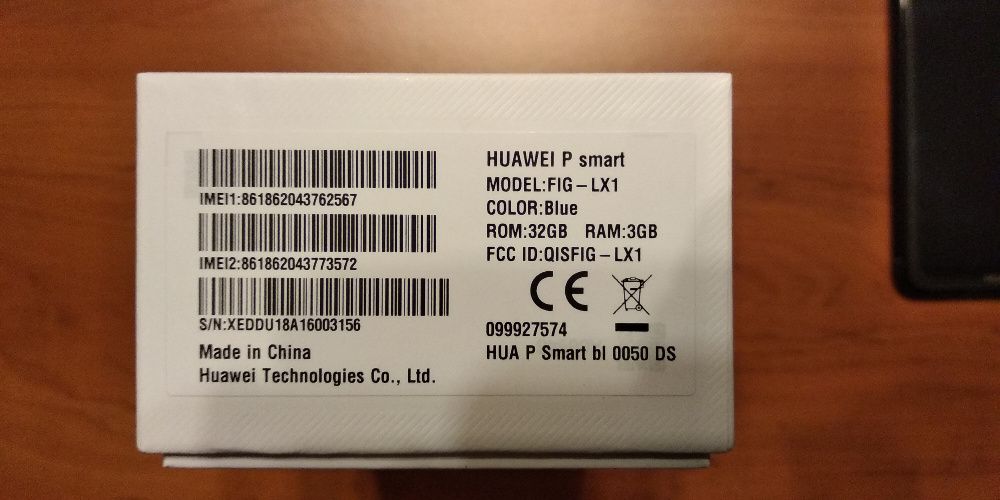 IMEI1:861862043762567
IMEI2:861862043773572
S/N:XEDDU18A16003156
Made in China
Huawei Technologies Co., Ltd.
HUAWEI P smart
MODEL:FIG-LX1
COLOR:Blue
ROM:32GB RAM:3GB
FCC ID:QISFIG-LX1
CE
099927574
HUA P Smart bl 0050 DS